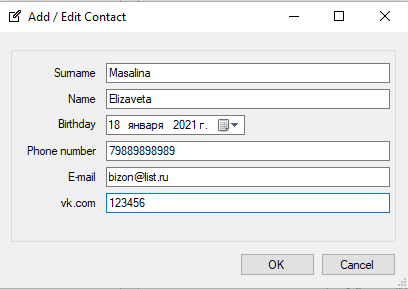 Add / Edit Contact
Surname Masalina
Name Elizaveta
Birthday 18 января 2021 г.
Phone number 79889898989
E-mail bizon@list.ru
vk.com 123456
OK Cancel